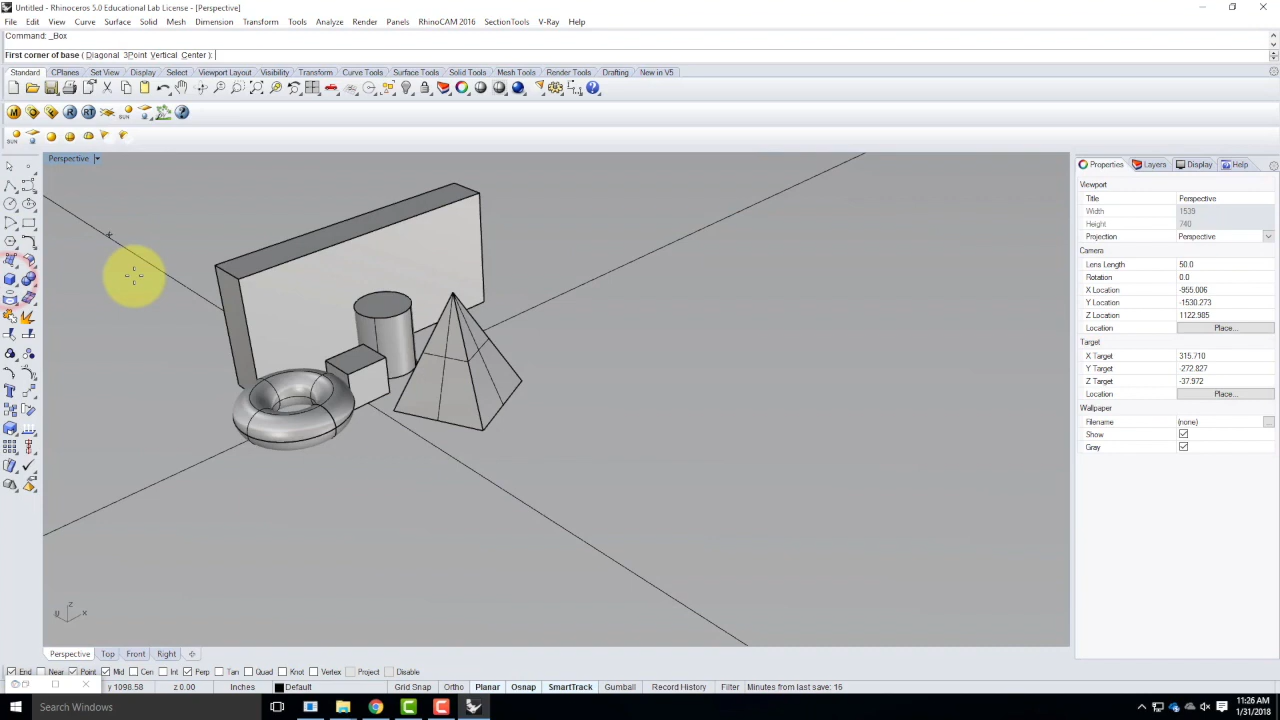 Untitled - Rhinoceros 5.0 Educational Lab License - [Perspective]
File Edit View Curve Surface Solid Mesh Dimension Transform Tools Analyze Render Panels RhinoCAM 2016 SectionTools V-Ray Help
Command: _Box
First corner of base ( Diagonal 3Point Vertical Center ):
Standard CPlanes Set View Display Select Viewport Layout Visibility Transform Curve Tools Surface Tools Solid Tools Mesh Tools Render Tools Drafting New in V5
M R RT
SUN
SUN
Perspective
Properties Layers Display Help
Viewport
Title Perspective
Width 1539
Height 740
Projection Perspective
Camera
Lens Length 50.0
Rotation 0.0
X Location -955.006
Y Location -1530.273
Z Location 1122.985
Location Place...
Target
X Target 315.710
Y Target -272.827
Z Target -37.972
Location Place...
Wallpaper
Filename (none) ...
Show
Gray
z
y x
Perspective Top Front Right
End Near Point Mid Cen Int Perp Tan Quad Knot Vertex Project Disable
y 1098.58 z 0.00 Inches Default Grid Snap Ortho Planar Osnap SmartTrack Gumball Record History Filter Minutes from last save: 16
Search Windows
11:26 AM
1/31/2018